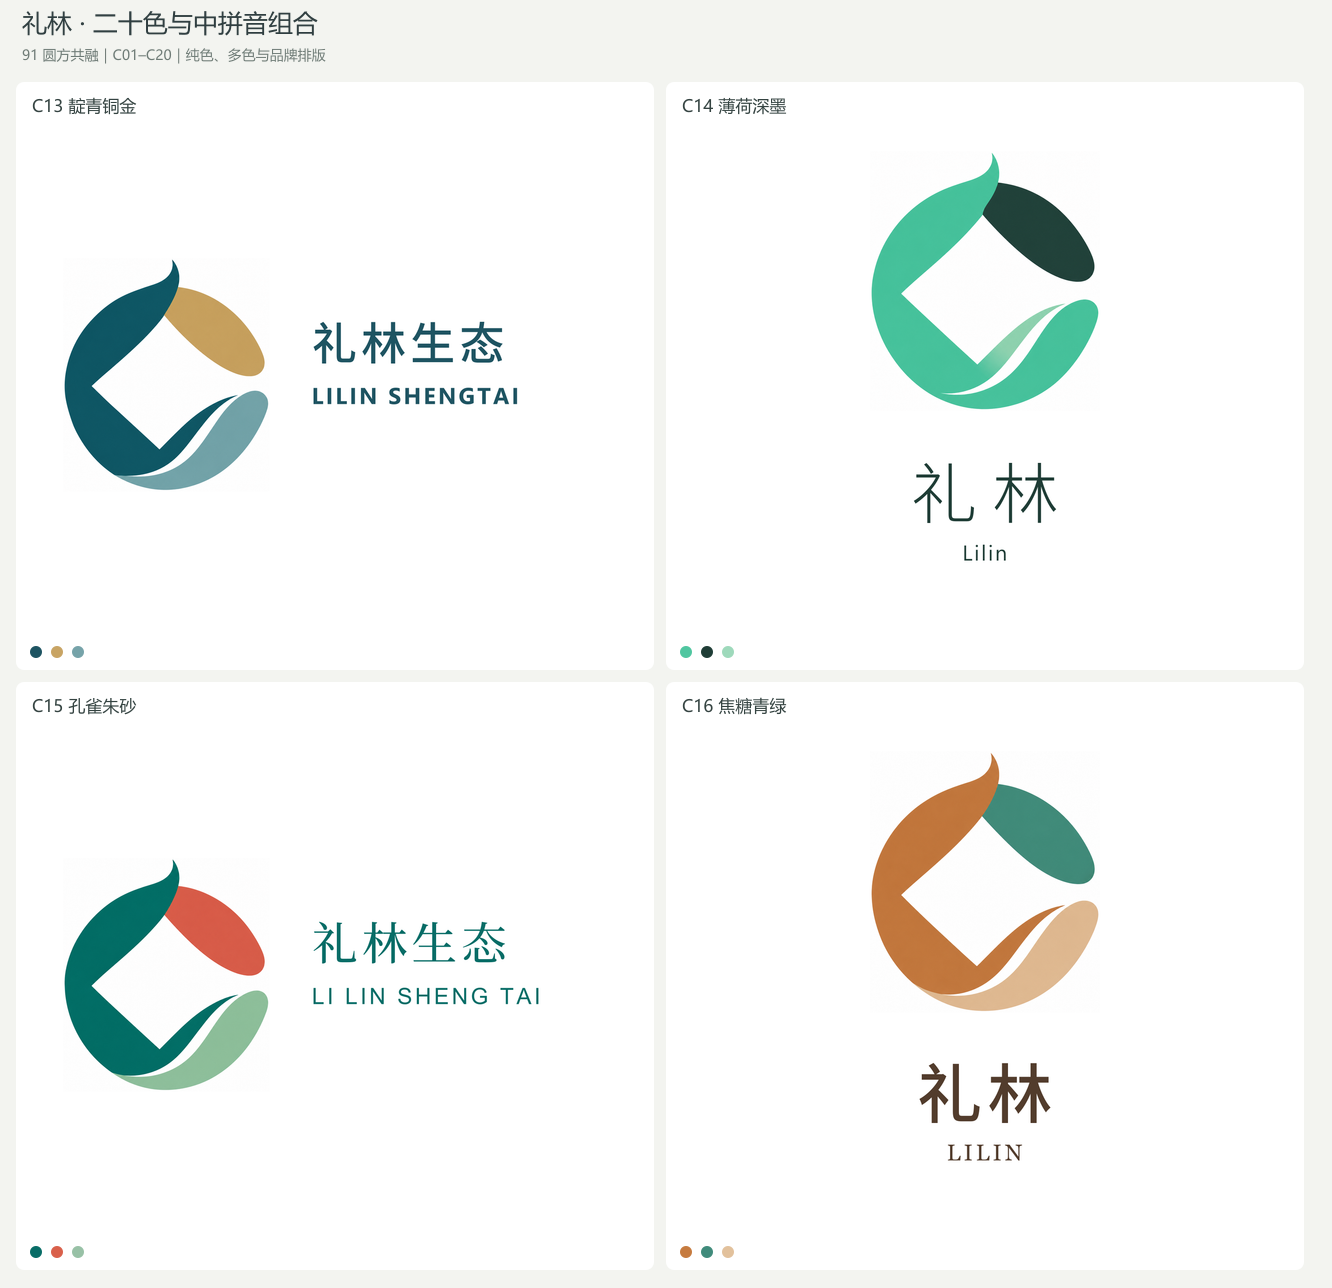 礼林 · 二十色与中拼音组合
91 圆方共融 | C01–C20 | 纯色、多色与品牌排版
C13 靛青铜金
礼林生态
LILIN SHENGTAI
C14 薄荷深墨
礼林
Lilin
C15 孔雀朱砂
礼林生态
LI LIN SHENG TAI
C16 焦糖青绿
礼林
LILIN